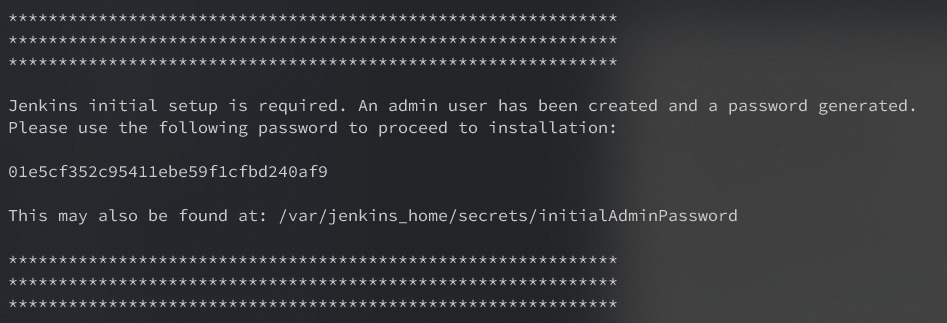 *************************************************************
*************************************************************
*************************************************************
Jenkins initial setup is required. An admin user has been created and a password generated.
Please use the following password to proceed to installation:
01e5cf352c95411ebe59f1cfbd240af9
This may also be found at: /var/jenkins_home/secrets/initialAdminPassword
*************************************************************
*************************************************************
*************************************************************